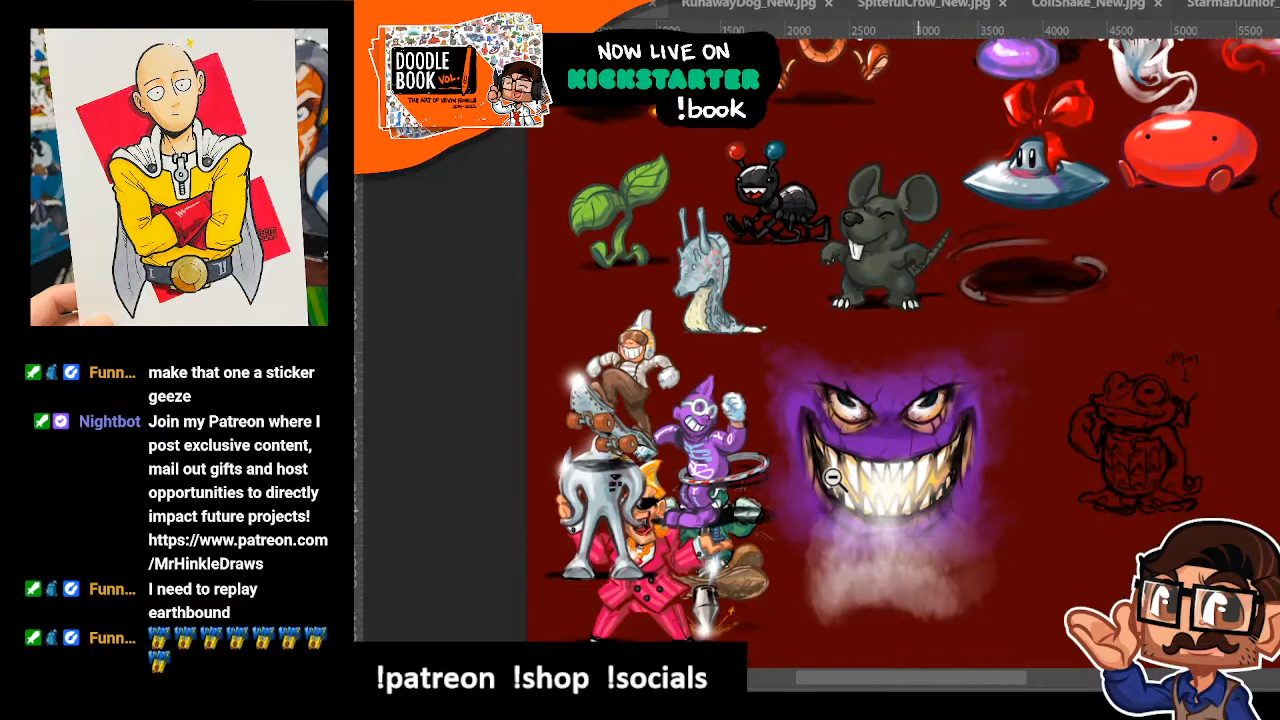 RunawayDog_New.jpg × SpitefulCrow_New.jpg × CoilSnake_New.jpg × StarmanJunior_
2000 2500 3000 3500 4000 4500 5000 5500
DOODLE
BOOK VOL.
THE ART OF KEVIN HINKLE
NOW LIVE ON
KICKSTARTER
!book
Funn... make that one a sticker
geeze
Nightbot Join my Patreon where I
post exclusive content,
mail out gifts and host
opportunities to directly
impact future projects!
https://www.patreon.com
/MrHinkleDraws
Funn... I need to replay
earthbound
Funn...
!patreon !shop !socials